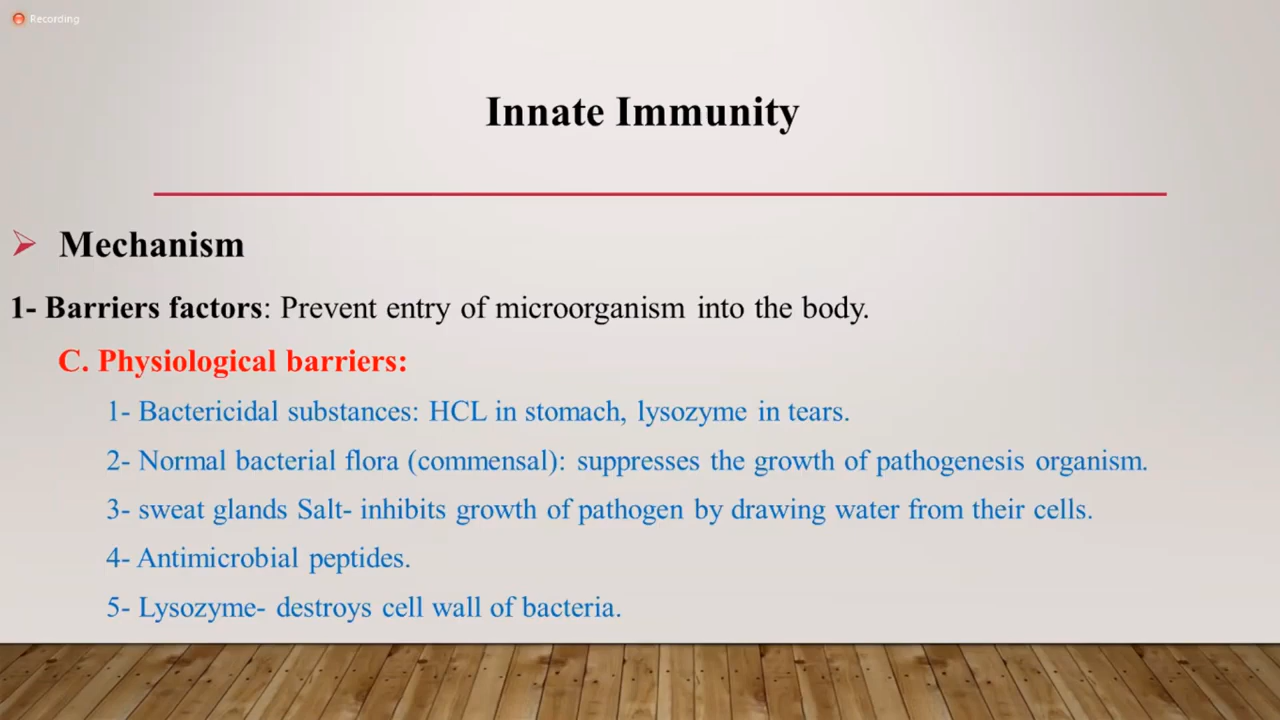 Recording
Innate Immunity
Mechanism
1- Barriers factors: Prevent entry of microorganism into the body.
C. Physiological barriers:
1- Bactericidal substances: HCL in stomach, lysozyme in tears.
2- Normal bacterial flora (commensal): suppresses the growth of pathogenesis organism.
3- sweat glands Salt- inhibits growth of pathogen by drawing water from their cells.
4- Antimicrobial peptides.
5- Lysozyme- destroys cell wall of bacteria.